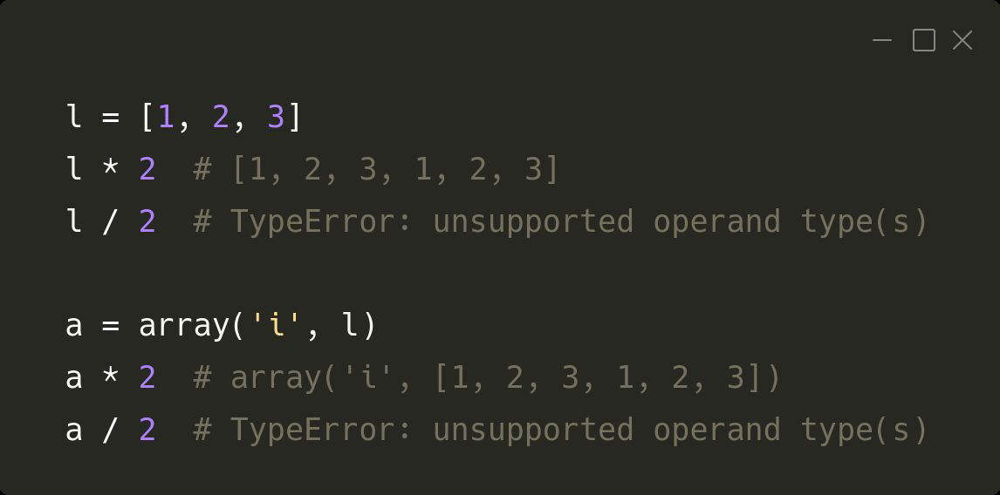 l = [1, 2, 3]
l * 2  # [1, 2, 3, 1, 2, 3]
l / 2  # TypeError: unsupported operand type(s)
a = array('i', l)
a * 2  # array('i', [1, 2, 3, 1, 2, 3])
a / 2  # TypeError: unsupported operand type(s)